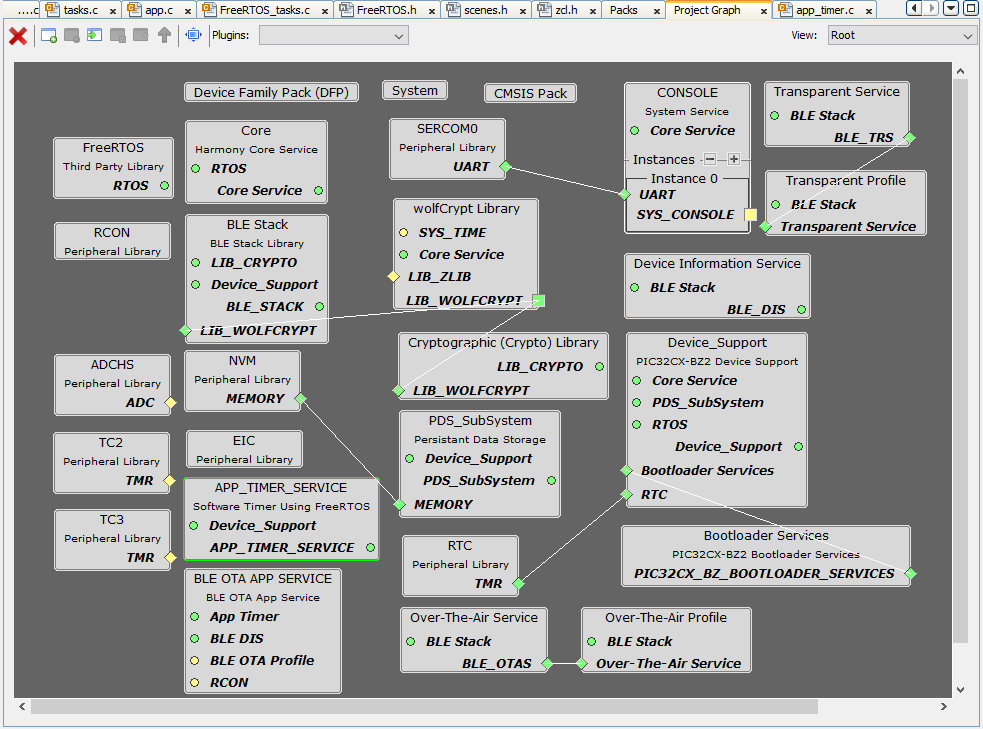 ....c
tasks.c
app.c
FreeRTOS_tasks.c
FreeRTOS.h
scenes.h
zcl.h
Packs
Project Graph
app_timer.c
Plugins:
View:
Root
Device Family Pack (DFP)
System
CMSIS Pack
FreeRTOS
Third Party Library
RTOS
Core
Harmony Core Service
RTOS
Core Service
SERCOM0
Peripheral Library
UART
CONSOLE
System Service
Core Service
Instances
Instance 0
UART
SYS_CONSOLE
Transparent Service
BLE Stack
BLE_TRS
Transparent Profile
BLE Stack
Transparent Service
RCON
Peripheral Library
BLE Stack
BLE Stack Library
LIB_CRYPTO
Device_Support
BLE_STACK
LIB_WOLFCRYPT
wolfCrypt Library
SYS_TIME
Core Service
LIB_ZLIB
LIB_WOLFCRYPT
Device Information Service
BLE Stack
BLE_DIS
ADCHS
Peripheral Library
ADC
NVM
Peripheral Library
MEMORY
Cryptographic (Crypto) Library
LIB_CRYPTO
LIB_WOLFCRYPT
Device_Support
PIC32CX-BZ2 Device Support
Core Service
PDS_SubSystem
RTOS
Device_Support
Bootloader Services
RTC
TC2
Peripheral Library
TMR
EIC
Peripheral Library
PDS_SubSystem
Persistant Data Storage
Device_Support
PDS_SubSystem
MEMORY
TC3
Peripheral Library
TMR
APP_TIMER_SERVICE
Software Timer Using FreeRTOS
Device_Support
APP_TIMER_SERVICE
RTC
Peripheral Library
TMR
Bootloader Services
PIC32CX-BZ2 Bootloader Services
PIC32CX_BZ_BOOTLOADER_SERVICES
BLE OTA APP SERVICE
BLE OTA App Service
App Timer
BLE DIS
BLE OTA Profile
RCON
Over-The-Air Service
BLE Stack
BLE_OTAS
Over-The-Air Profile
BLE Stack
Over-The-Air Service